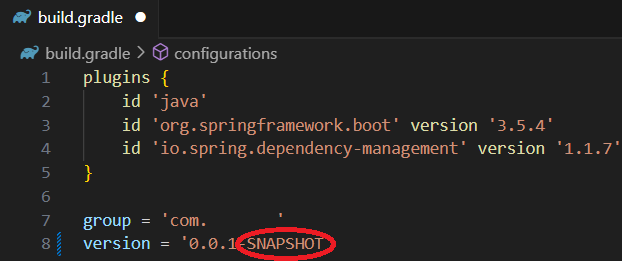 build.gradle
build.gradle > configurations
1 plugins {
2 id 'java'
3 id 'org.springframework.boot' version '3.5.4'
4 id 'io.spring.dependency-management' version '1.1.7'
5 }
6
7 group = 'com. '
8 version = '0.0.1-SNAPSHOT